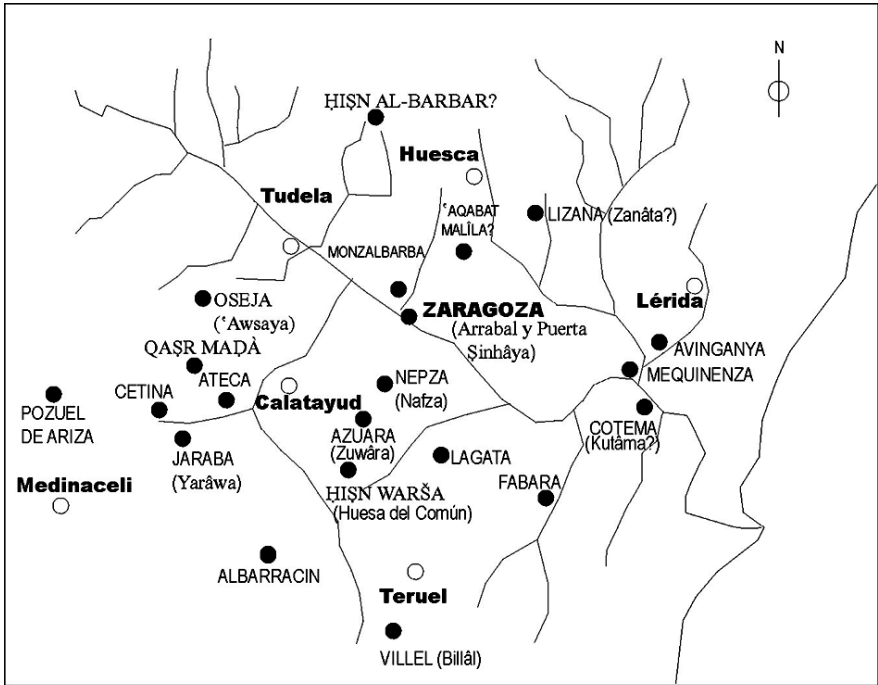 N
ḤIṢN AL-BARBAR?
Huesca
Tudela
ʿAQABAT
MALÎLA?
LIZANA (Zanâta?)
MONZALBARBA
OSEJA
(ʿAwsaya)
ZARAGOZA
(Arrabal y Puerta
Ṣinhâya)
Lérida
QAṢR MAḌÀ
AVINGANYA
MEQUINENZA
CETINA
ATECA
Calatayud
NEPZA
(Nafza)
POZUEL
DE ARIZA
COTEMA
(Kutâma?)
AZUARA
(Zuwâra)
JARABA
(Yarâwa)
LAGATA
FABARA
Medinaceli
ḤIṢN WARŠA
(Huesa del Común)
ALBARRACIN
Teruel
VILLEL (Billâl)